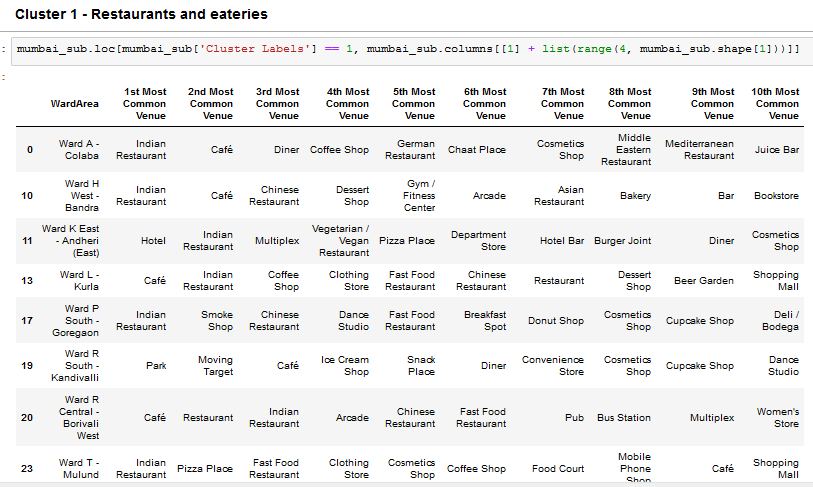 Cluster 1 - Restaurants and eateries
: mumbai_sub.loc[mumbai_sub['Cluster Labels'] == 1, mumbai_sub.columns[[1] + list(range(4, mumbai_sub.shape[1]))]]
:
WardArea 1st Most Common Venue 2nd Most Common Venue 3rd Most Common Venue 4th Most Common Venue 5th Most Common Venue 6th Most Common Venue 7th Most Common Venue 8th Most Common Venue 9th Most Common Venue 10th Most Common Venue
0 Ward A - Colaba Indian Restaurant Café Diner Coffee Shop German Restaurant Chaat Place Cosmetics Shop Middle Eastern Restaurant Mediterranean Restaurant Juice Bar
10 Ward H West - Bandra Indian Restaurant Café Chinese Restaurant Dessert Shop Gym / Fitness Center Arcade Asian Restaurant Bakery Bar Bookstore
11 Ward K East - Andheri (East) Hotel Indian Restaurant Multiplex Vegetarian / Vegan Restaurant Pizza Place Department Store Hotel Bar Burger Joint Diner Cosmetics Shop
13 Ward L - Kurla Café Indian Restaurant Coffee Shop Clothing Store Fast Food Restaurant Chinese Restaurant Restaurant Dessert Shop Beer Garden Shopping Mall
17 Ward P South - Goregaon Indian Restaurant Smoke Shop Chinese Restaurant Dance Studio Fast Food Restaurant Breakfast Spot Donut Shop Cosmetics Shop Cupcake Shop Deli / Bodega
19 Ward R South - Kandivalli Park Moving Target Café Ice Cream Shop Snack Place Diner Convenience Store Cosmetics Shop Cupcake Shop Dance Studio
20 Ward R Central - Borivali West Café Restaurant Indian Restaurant Arcade Chinese Restaurant Fast Food Restaurant Pub Bus Station Multiplex Women's Store
23 Ward T - Mulund Indian Restaurant Pizza Place Fast Food Restaurant Clothing Store Cosmetics Shop Coffee Shop Food Court Mobile Phone Shop Café Shopping Mall